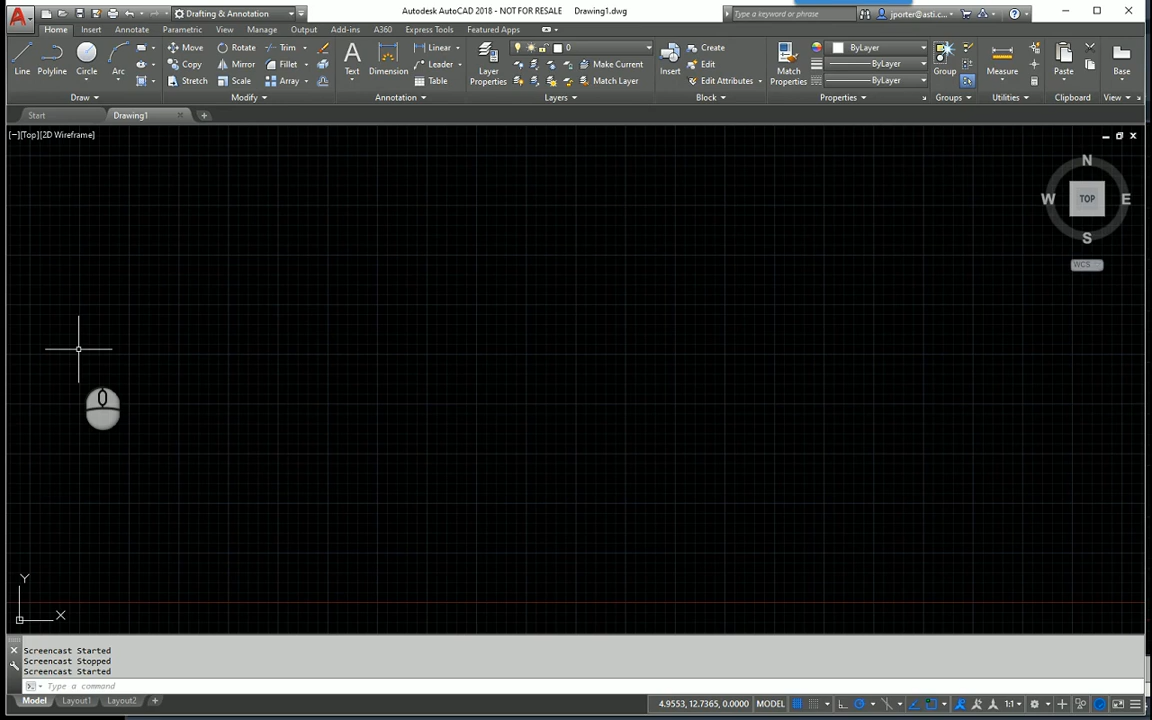 Drafting & Annotation
Autodesk AutoCAD 2018 - NOT FOR RESALE Drawing1.dwg
Type a keyword or phrase
jporter@asti.c...
Home Insert Annotate Parametric View Manage Output Add-ins A360 Express Tools Featured Apps
Line Polyline Circle Arc
Move Rotate Trim
Copy Mirror Fillet
Stretch Scale Array
Text Dimension
Linear
Leader
Table
Layer
Properties
0
Make Current
Match Layer
Insert
Create
Edit
Edit Attributes
Match
Properties
ByLayer
ByLayer
ByLayer
Group Measure Paste Base
Draw Modify Annotation Layers Block Properties Groups Utilities Clipboard View
Start Drawing1
[−][Top][2D Wireframe]
N
W TOP E
S
WCS
Y
X
Screencast Started
Screencast Stopped
Screencast Started
Type a command
Model Layout1 Layout2 +
4.9553, 12.7365, 0.0000 MODEL 1:1